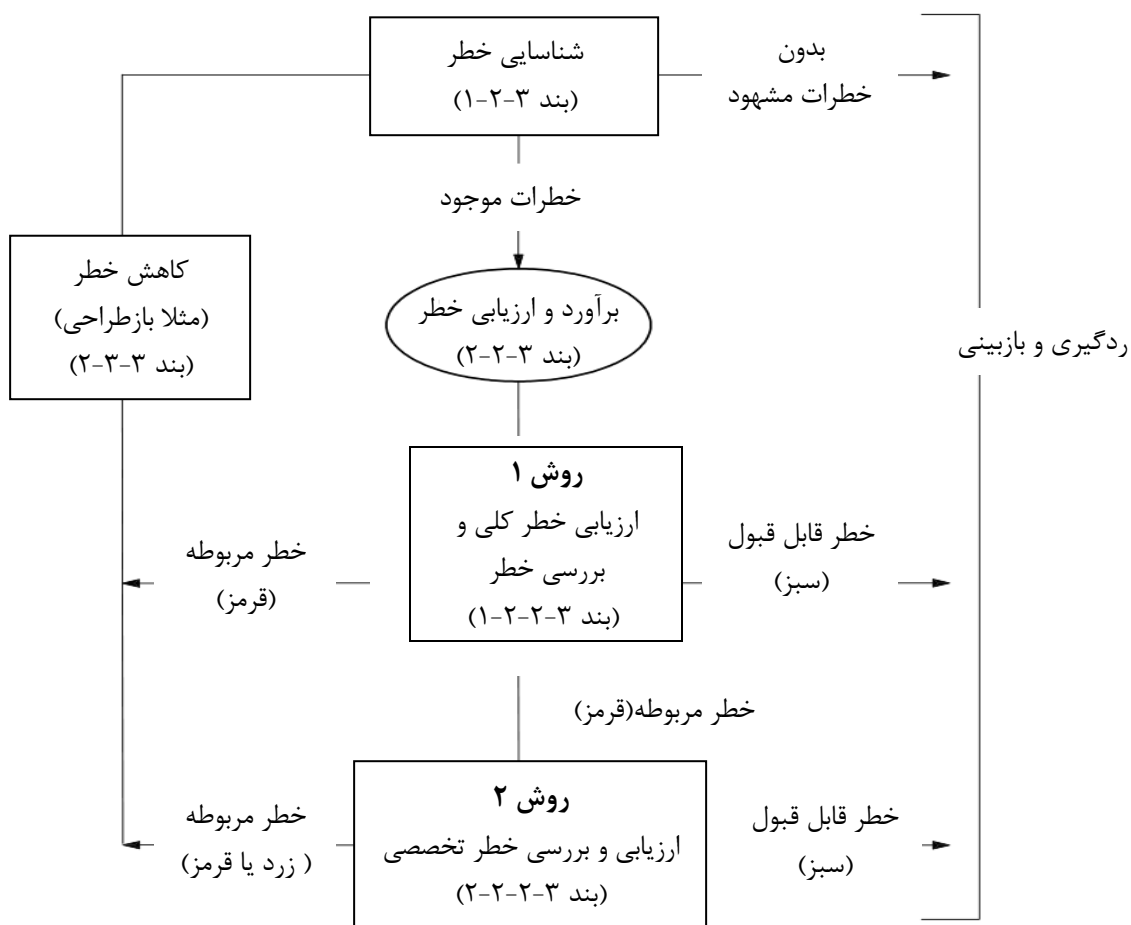 شناسایی خطر
(بند ۳-۲-۱)
بدون
خطرات مشهود
خطرات موجود
کاهش خطر
(مثلا بازطراحی)
(بند ۳-۳-۲)
برآورد و ارزیابی خطر
(بند ۳-۲-۲)
ردگیری و بازبینی
روش ۱
ارزیابی خطر کلی و
بررسی خطر
(بند ۳-۲-۲-۱)
خطر قابل قبول
(سبز)
خطر مربوطه
(قرمز)
خطر مربوطه(قرمز)
روش ۲
ارزیابی و بررسی خطر تخصصی
(بند ۳-۲-۲-۲)
خطر قابل قبول
(سبز)
خطر مربوطه
( زرد یا قرمز)